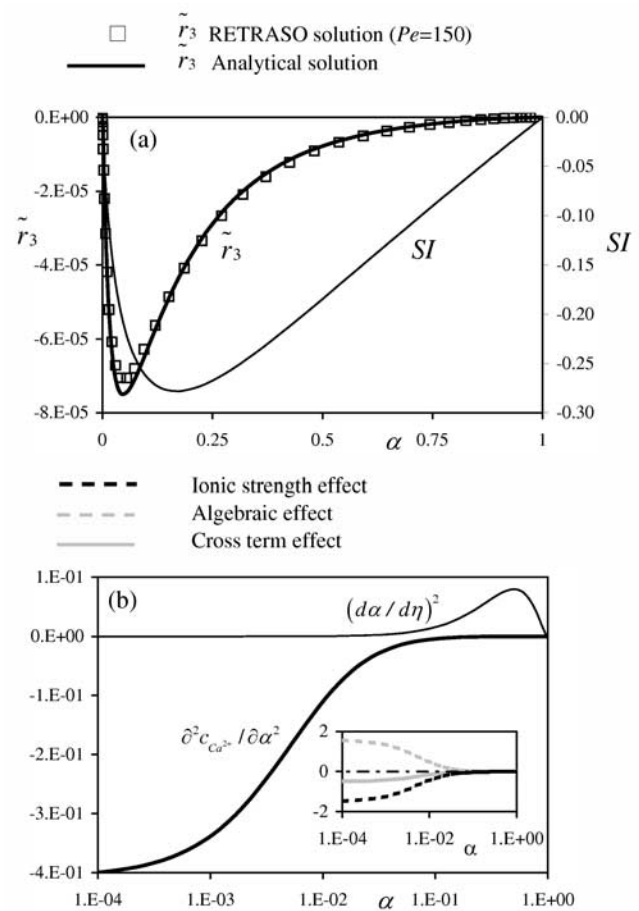 r̃₃ RETRASO solution (Pe=150)
r̃₃ Analytical solution
(a)
0.E+00
-2.E-05
-4.E-05
-6.E-05
-8.E-05
r̃₃
r̃₃
SI
0.00
-0.05
-0.10
-0.15
-0.20
-0.25
-0.30
SI
0 0.25 0.5 0.75 1
α
Ionic strength effect
Algebraic effect
Cross term effect
(b)
1.E-01
0.E+00
-1.E-01
-2.E-01
-3.E-01
-4.E-01
(dα/dη)²
∂²c_{Ca²⁺}/∂α²
2
0
-2
1.E-04 1.E-02 1.E+00
α
1.E-04 1.E-03 1.E-02 1.E-01 1.E+00
α